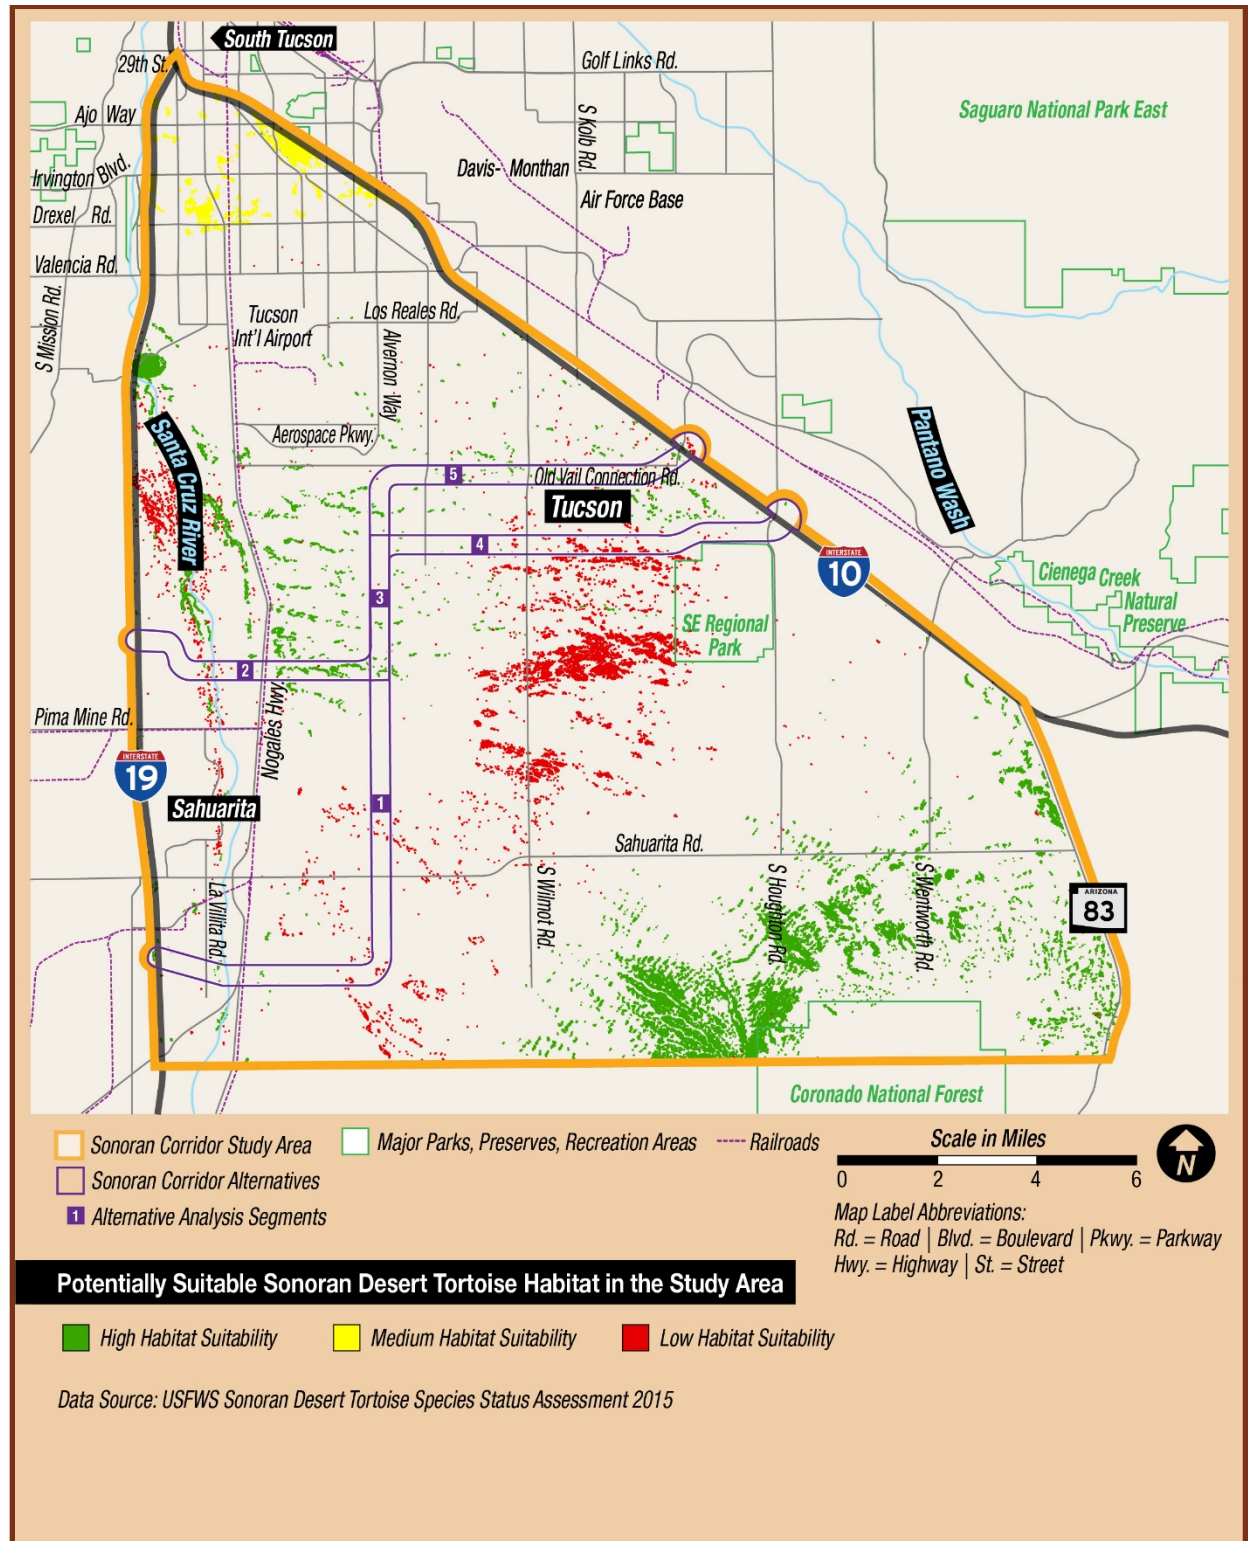 South Tucson
29th St.
Golf Links Rd.
Ajo Way
S Kolb Rd.
Saguaro National Park East
Irvington Blvd.
Davis- Monthan
Air Force Base
Drexel Rd.
Valencia Rd.
S Mission Rd.
Tucson
Int'l Airport
Los Reales Rd.
Alvernon Way
Santa Cruz River
Aerospace Pkwy.
Pantano Wash
5
Old Vail Connection Rd.
Tucson
4
INTERSTATE
10
Cienega Creek
Natural
Preserve
3
SE Regional
Park
2
Nogales Hwy.
Pima Mine Rd.
INTERSTATE
19
Sahuarita
1
Sahuarita Rd.
La Villita Rd.
S Wilmot Rd.
S Houghton Rd.
S Wentworth Rd.
ARIZONA
83
Coronado National Forest
Sonoran Corridor Study Area
Major Parks, Preserves, Recreation Areas
Railroads
Sonoran Corridor Alternatives
1 Alternative Analysis Segments
Scale in Miles
0 2 4 6
N
Map Label Abbreviations:
Rd. = Road | Blvd. = Boulevard | Pkwy. = Parkway
Hwy. = Highway | St. = Street
Potentially Suitable Sonoran Desert Tortoise Habitat in the Study Area
High Habitat Suitability
Medium Habitat Suitability
Low Habitat Suitability
Data Source: USFWS Sonoran Desert Tortoise Species Status Assessment 2015